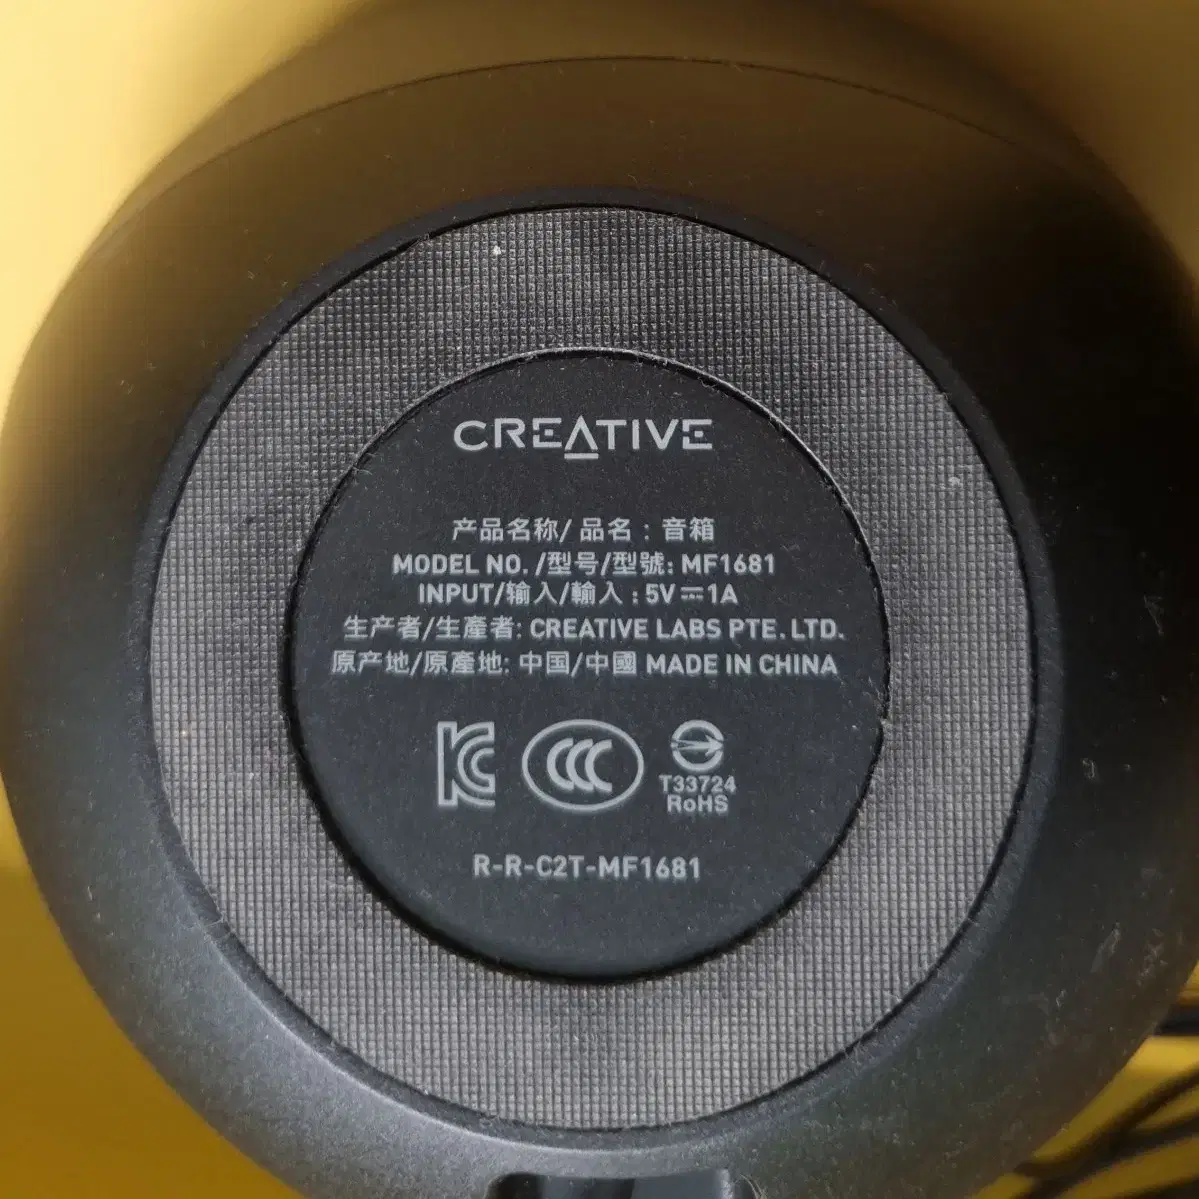 CREATIVE
产品名称/ 品名 : 音箱
MODEL NO. /型号/型號: MF1681
INPUT/输入/輸入 : 5V ⎓ 1A
生产者/生產者: CREATIVE LABS PTE. LTD.
原产地/原產地: 中国/中國 MADE IN CHINA
KC CCC
T33724
RoHS
R-R-C2T-MF1681